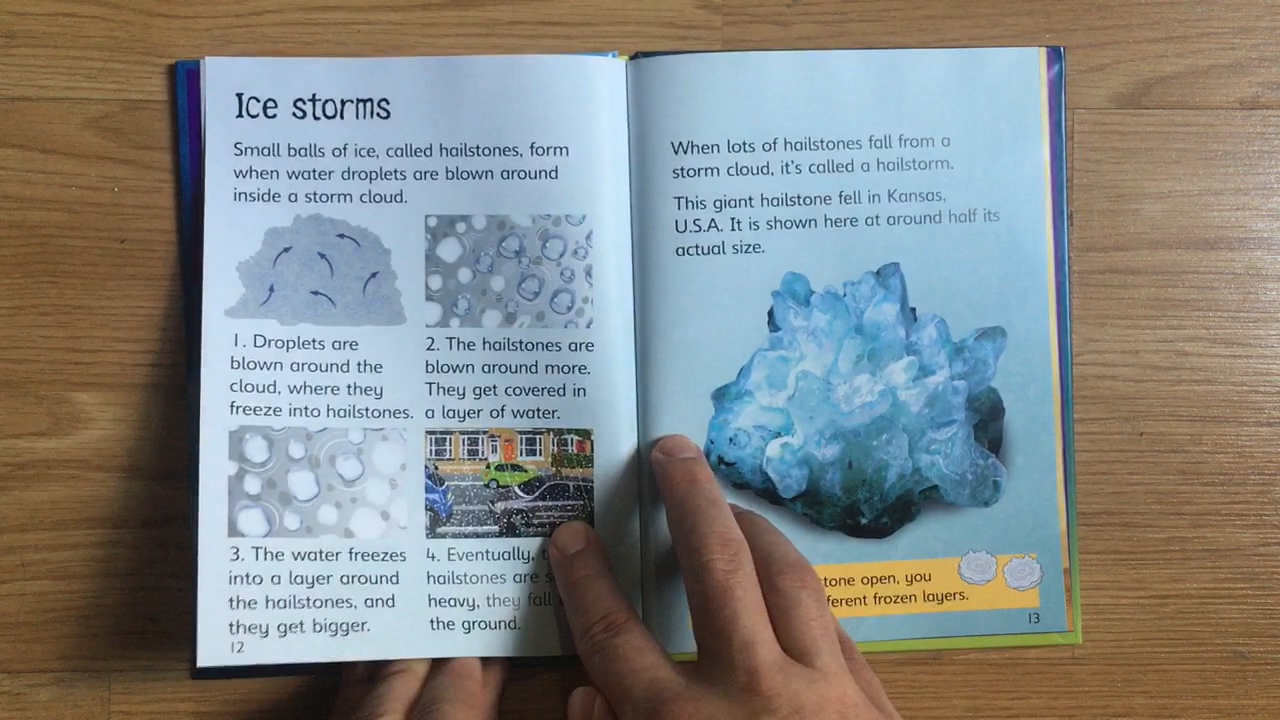 Ice storms
Small balls of ice, called hailstones, form
when water droplets are blown around
inside a storm cloud.
1. Droplets are
blown around the
cloud, where they
freeze into hailstones.
2. The hailstones are
blown around more.
They get covered in
a layer of water.
3. The water freezes
into a layer around
the hailstones, and
they get bigger.
4. Eventually,
hailstones are
heavy, they fall
the ground.
12
When lots of hailstones fall from a
storm cloud, it's called a hailstorm.
This giant hailstone fell in Kansas,
U.S.A. It is shown here at around half its
actual size.
open, you
frozen layers.
13